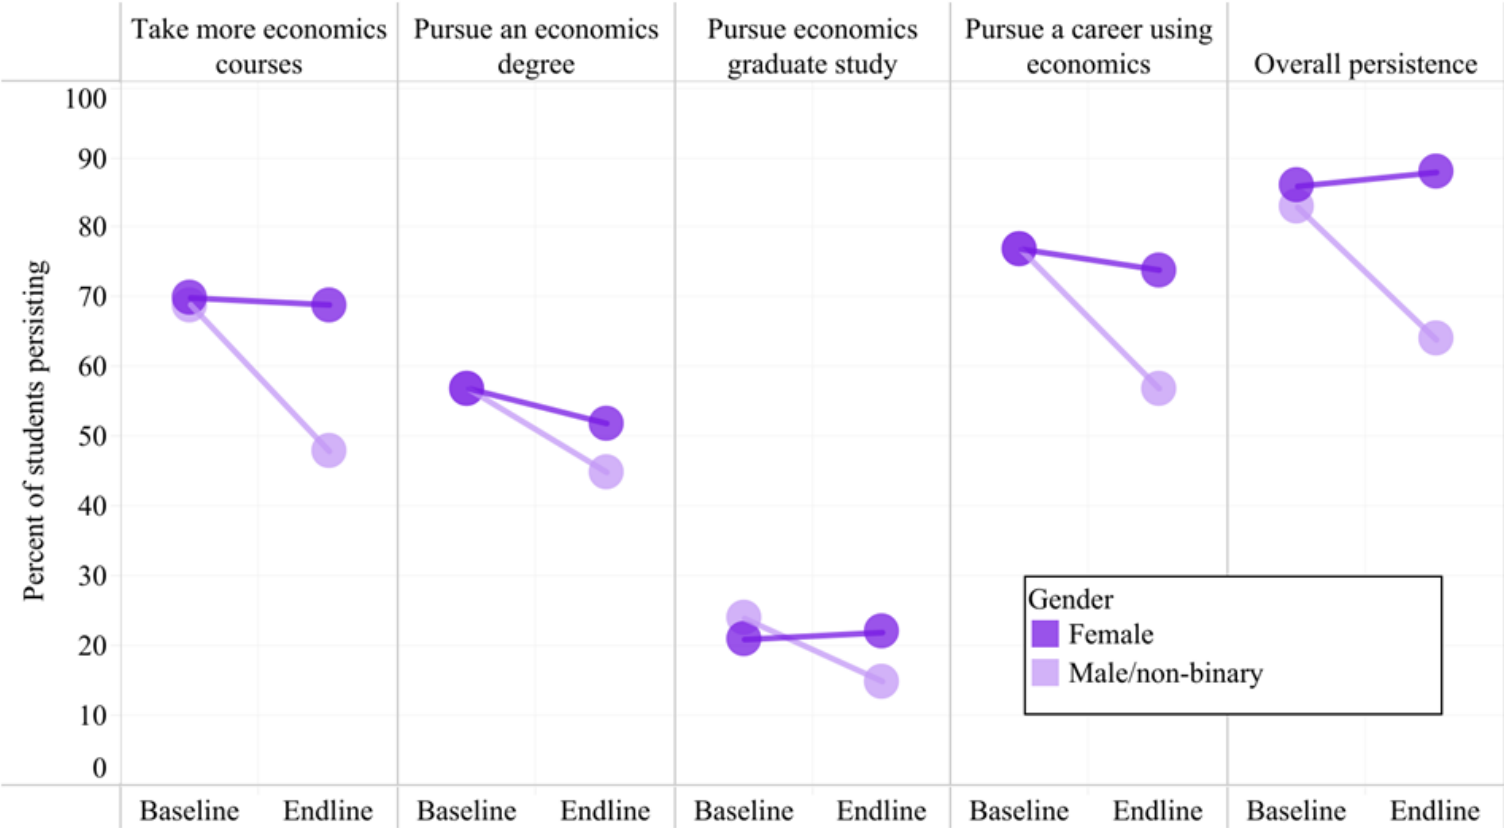 Take more economics
courses
Pursue an economics
degree
Pursue economics
graduate study
Pursue a career using
economics
Overall persistence
Percent of students persisting
100
90
80
70
60
50
40
30
20
10
0
Gender
Female
Male/non-binary
Baseline Endline Baseline Endline Baseline Endline Baseline Endline Baseline Endline